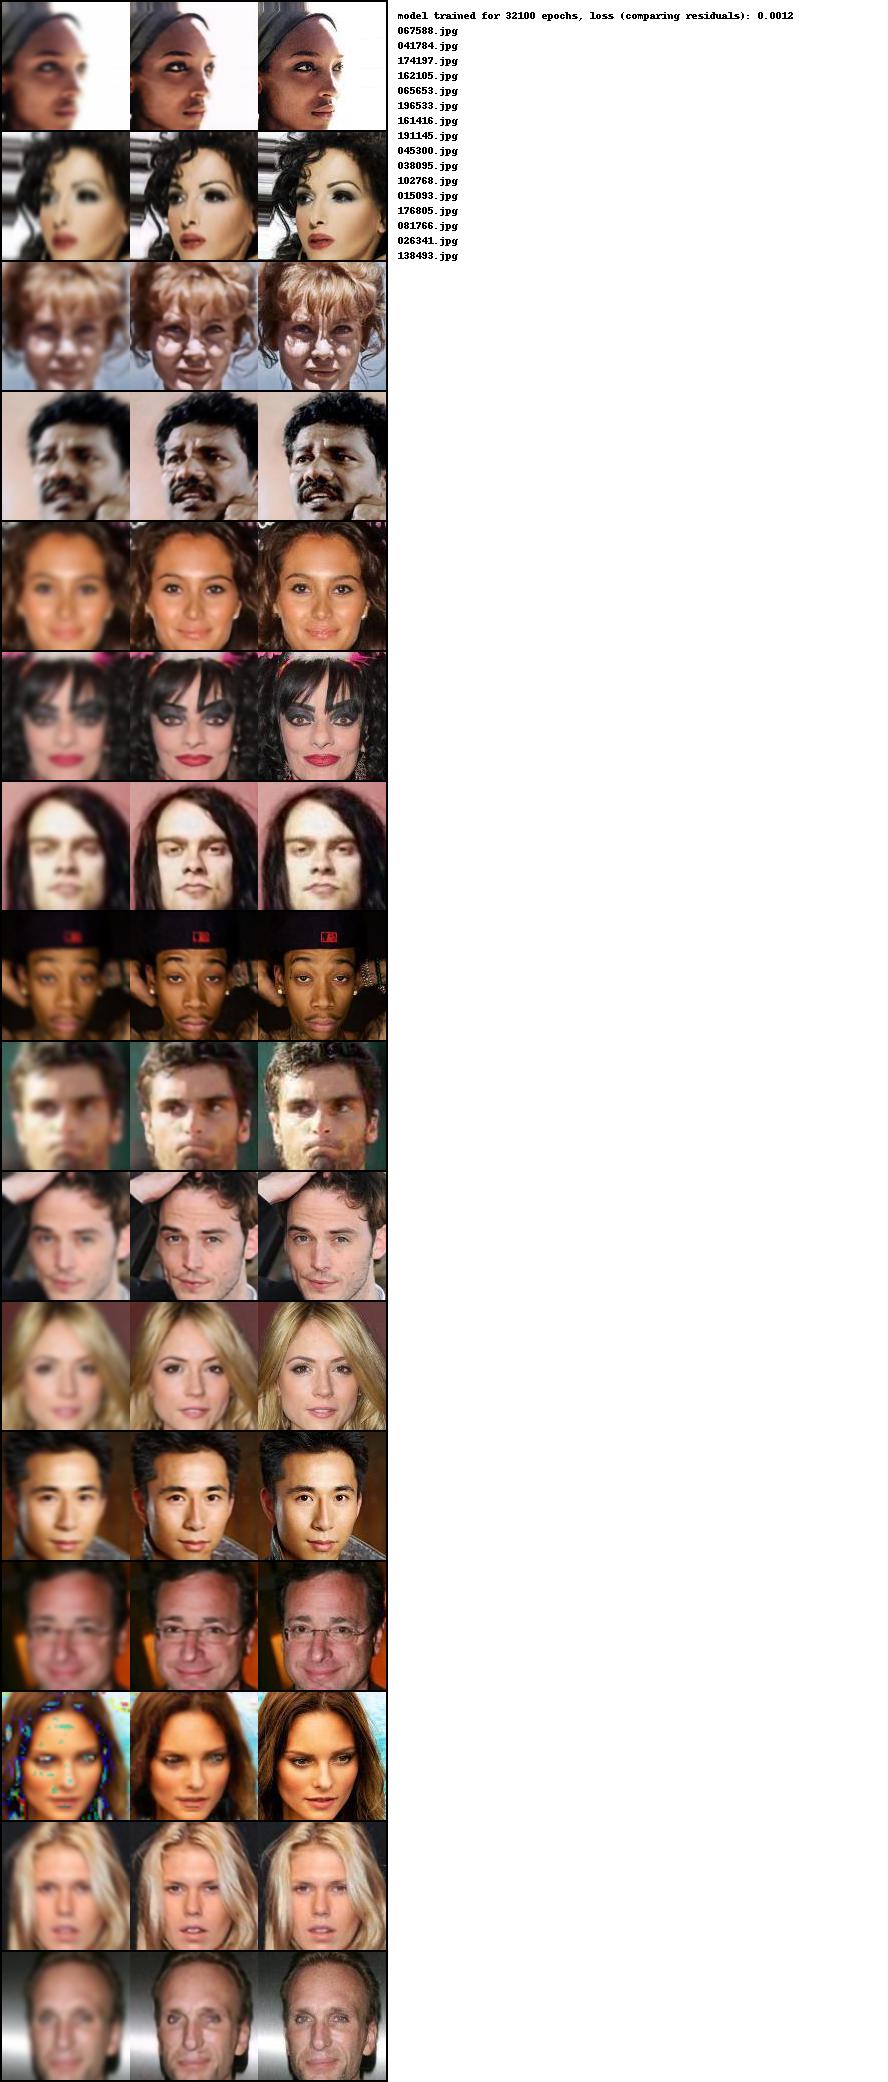 model trained for 32100 epochs, loss (comparing residuals): 0.0012
067588.jpg
041784.jpg
174197.jpg
162105.jpg
065653.jpg
196533.jpg
161416.jpg
191145.jpg
045300.jpg
038095.jpg
102768.jpg
015093.jpg
176805.jpg
081766.jpg
026341.jpg
138493.jpg